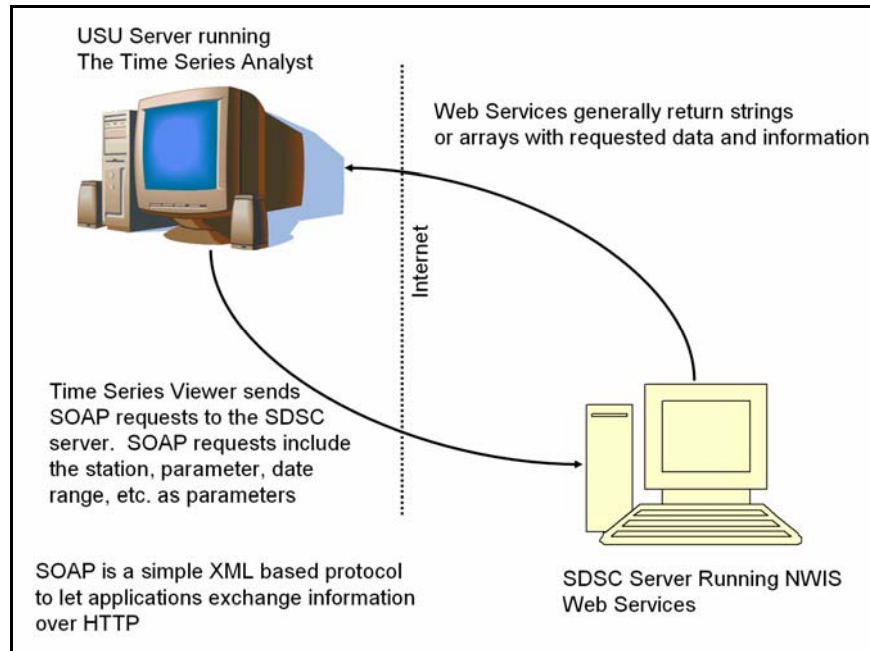 USU Server running
The Time Series Analyst
Web Services generally return strings
or arrays with requested data and information
Internet
Time Series Viewer sends
SOAP requests to the SDSC
server.  SOAP requests include
the station, parameter, date
range, etc. as parameters
SOAP is a simple XML based protocol
to let applications exchange information
over HTTP
SDSC Server Running NWIS
Web Services